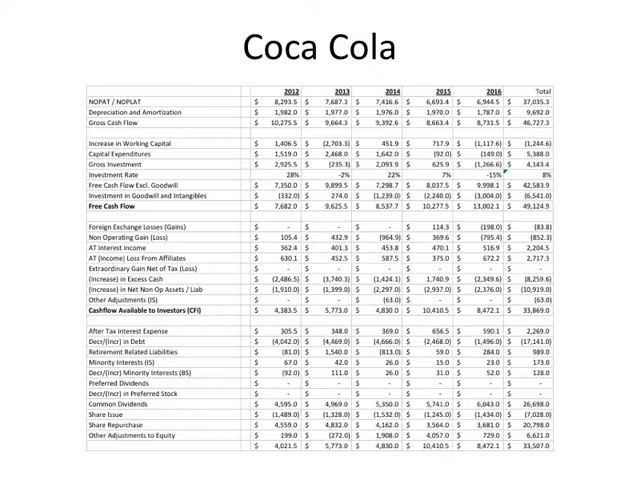 Coca Cola
2012 2013 2014 2015 2016 Total
NOPAT / NOPLAT $ 8,293.5 $ 7,687.3 $ 7,416.6 $ 6,693.4 $ 6,944.5 $ 37,035.3
Depreciation and Amortization $ 1,982.0 $ 1,977.0 $ 1,976.0 $ 1,970.0 $ 1,787.0 $ 9,692.0
Gross Cash Flow $ 10,275.5 $ 9,664.3 $ 9,392.6 $ 8,663.4 $ 8,731.5 $ 46,727.3
Increase in Working Capital $ 1,406.5 $ (2,703.3) $ 451.9 $ 717.9 $ (1,117.6) $ (1,244.6)
Capital Expenditures $ 1,519.0 $ 2,468.0 $ 1,642.0 $ (92.0) $ (149.0) $ 5,388.0
Gross Investment $ 2,925.5 $ (235.3) $ 2,093.9 $ 625.9 $ (1,266.6) $ 4,143.4
Investment Rate 28% -2% 22% 7% -15% 8%
Free Cash Flow Excl. Goodwill $ 7,350.0 $ 9,899.5 $ 7,298.7 $ 8,037.5 $ 9,998.1 $ 42,583.9
Investment in Goodwill and Intangibles $ (332.0) $ 274.0 $ (1,239.0) $ (2,240.0) $ (3,004.0) $ (6,541.0)
Free Cash Flow $ 7,682.0 $ 9,625.5 $ 8,537.7 $ 10,277.5 $ 13,002.1 $ 49,124.9
Foreign Exchange Losses (Gains) $ - $ - $ - $ 114.3 $ (198.0) $ (83.8)
Non Operating Gain (Loss) $ 105.4 $ 432.9 $ (964.9) $ 369.6 $ (795.4) $ (852.3)
AT Interest Income $ 362.4 $ 401.3 $ 453.8 $ 470.1 $ 516.9 $ 2,204.5
AT (Income) Loss From Affiliates $ 630.1 $ 452.5 $ 587.5 $ 375.0 $ 672.2 $ 2,717.3
Extraordinary Gain Net of Tax (Loss) $ - $ - $ - $ - $ - $ -
(Increase) in Excess Cash $ (2,486.5) $ (3,740.3) $ (1,424.1) $ 1,740.9 $ (2,349.6) $ (8,259.6)
(Increase) in Net Non Op Assets / Liab $ (1,910.0) $ (1,399.0) $ (2,297.0) $ (2,937.0) $ (2,376.0) $ (10,919.0)
Other Adjustments (IS) $ - $ - $ (63.0) $ - $ - $ (63.0)
Cashflow Available to Investors (CFI) $ 4,383.5 $ 5,773.0 $ 4,830.0 $ 10,410.5 $ 8,472.1 $ 33,869.0
After Tax Interest Expense $ 305.5 $ 348.0 $ 369.0 $ 656.5 $ 590.1 $ 2,269.0
Decr/(Incr) in Debt $ (4,042.0) $ (4,469.0) $ (4,666.0) $ (2,468.0) $ (1,496.0) $ (17,141.0)
Retirement Related Liabilities $ (81.0) $ 1,540.0 $ (813.0) $ 59.0 $ 284.0 $ 989.0
Minority Interests (IS) $ 67.0 $ 42.0 $ 26.0 $ 15.0 $ 23.0 $ 173.0
Decr/(Incr) Minority Interests (BS) $ (92.0) $ 111.0 $ 26.0 $ 31.0 $ 52.0 $ 128.0
Preferred Dividends $ - $ - $ - $ - $ - $ -
Decr/(Incr) in Preferred Stock $ - $ - $ - $ - $ - $ -
Common Dividends $ 4,595.0 $ 4,969.0 $ 5,350.0 $ 5,741.0 $ 6,043.0 $ 26,698.0
Share Issue $ (1,489.0) $ (1,328.0) $ (1,532.0) $ (1,245.0) $ (1,434.0) $ (7,028.0)
Share Repurchase $ 4,559.0 $ 4,832.0 $ 4,162.0 $ 3,564.0 $ 3,681.0 $ 20,798.0
Other Adjustments to Equity $ 199.0 $ (272.0) $ 1,908.0 $ 4,057.0 $ 729.0 $ 6,621.0
$ 4,021.5 $ 5,773.0 $ 4,830.0 $ 10,410.5 $ 8,472.1 $ 33,507.0